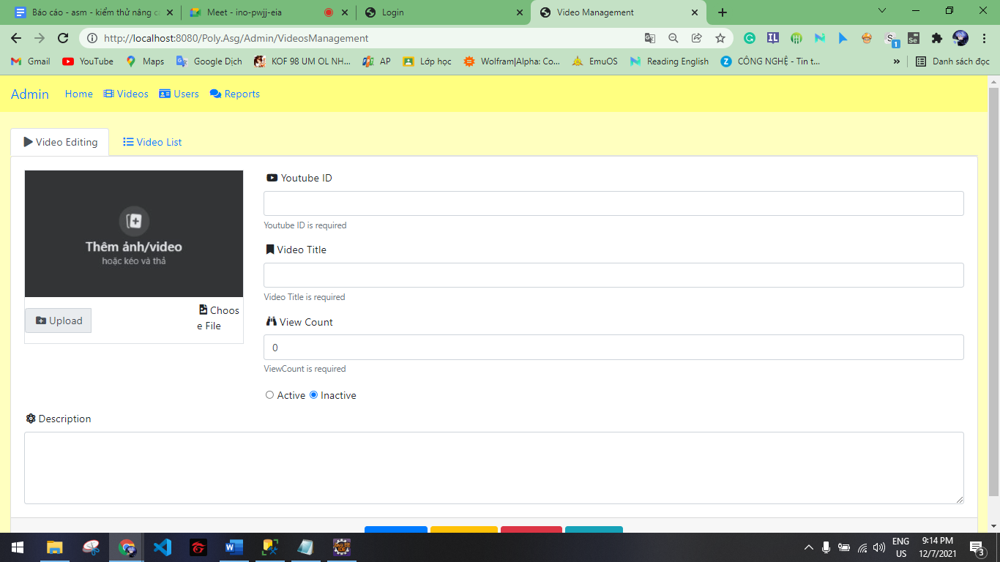 Báo cáo - asm - kiểm thử nâng c
Meet - ino-pwjj-eia
Login
Video Management
http://localhost:8080/Poly.Asg/Admin/VideosManagement
IL
S
1
Se
Gmail
YouTube
Maps
Google Dịch
KOF 98 UM OL NH...
AP
Lớp học
Wolfram|Alpha: Co...
EmuOS
Reading English
CÔNG NGHỆ - Tin t...
»
Danh sách đọc
Admin
Home
Videos
Users
Reports
Video Editing
Video List
Thêm ảnh/video
hoặc kéo và thả
Upload
Choos
e File
Youtube ID
Youtube ID is required
Video Title
Video Title is required
View Count
0
ViewCount is required
Active
Inactive
Description
ENG
US
9:14 PM
12/7/2021
3